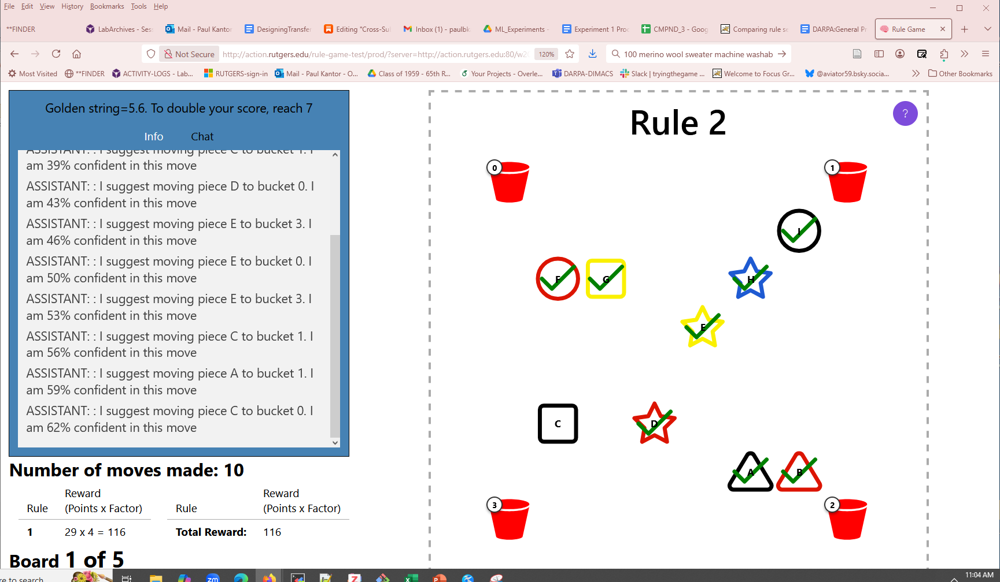 File Edit View History Bookmarks Tools Help
**FINDER LabArchives - Ses Mail - Paul Kantor DesigningTransfer Editing "Cross-Sul Inbox (1) - paulbk ML_Experiments - Experiment 1 Proc CMPND_3 - Goog Comparing rule se DARPA:General Pr Rule Game
Not Secure http://action.rutgers.edu/rule-game-test/prod/?server=http://action.rutgers.edu:80/w2 120% 100 merino wool sweater machine washab
Most Visited **FINDER ACTIVITY-LOGS - Lab... RUTGERS-sign-in Mail - Paul Kantor - O... Class of 1959 - 65th R... Your Projects - Overle... DARPA-DIMACS Slack | tryingthegame ... Welcome to Focus Gr... @aviator59.bsky.socia... Other Bookmarks
Golden string=5.6. To double your score, reach 7
Info Chat
ASSISTANT: : I suggest moving piece C to bucket 1. I
am 39% confident in this move
ASSISTANT: : I suggest moving piece D to bucket 0. I
am 43% confident in this move
ASSISTANT: : I suggest moving piece E to bucket 3. I
am 46% confident in this move
ASSISTANT: : I suggest moving piece E to bucket 0. I
am 50% confident in this move
ASSISTANT: : I suggest moving piece E to bucket 3. I
am 53% confident in this move
ASSISTANT: : I suggest moving piece C to bucket 1. I
am 56% confident in this move
ASSISTANT: : I suggest moving piece A to bucket 1. I
am 59% confident in this move
ASSISTANT: : I suggest moving piece C to bucket 0. I
am 62% confident in this move
Number of moves made: 10
Rule Reward (Points x Factor)
1 29 x 4 = 116
Rule Reward (Points x Factor)
Total Reward: 116
Board 1 of 5
Rule 2
?
0 1
I
F G H
E
C D
A B
3 2
re to search
zm
11:04 AM